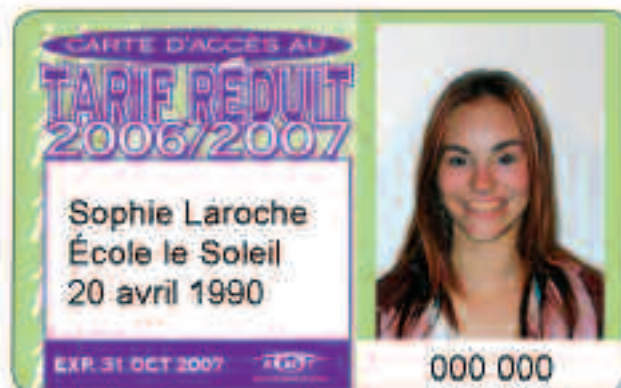 CARTE D'ACCÈS AU
TARIF RÉDUIT
2006/2007
Sophie Laroche
École le Soleil
20 avril 1990
EXP. 31 OCT 2007
000 000